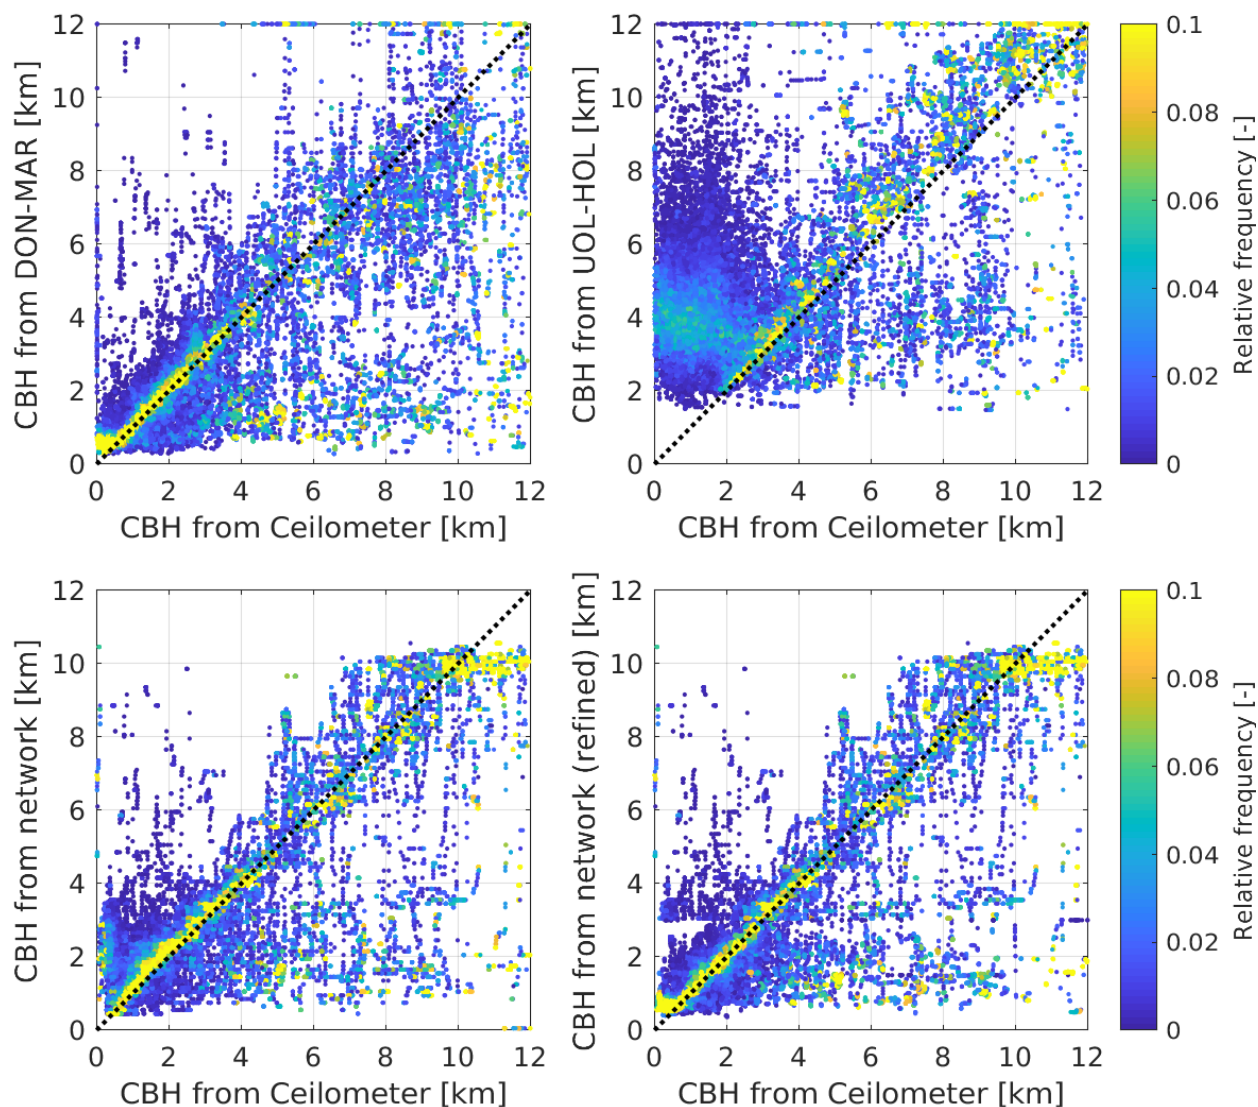 CBH from DON-MAR [km]
12
10
8
6
4
2
0
0 2 4 6 8 10 12
CBH from Ceilometer [km]
CBH from UOL-HOL [km]
12
10
8
6
4
2
0
0 2 4 6 8 10 12
CBH from Ceilometer [km]
0.1
0.08
0.06
0.04
0.02
0
Relative frequency [-]
CBH from network [km]
12
10
8
6
4
2
0
0 2 4 6 8 10 12
CBH from Ceilometer [km]
CBH from network (refined) [km]
12
10
8
6
4
2
0
0 2 4 6 8 10 12
CBH from Ceilometer [km]
0.1
0.08
0.06
0.04
0.02
0
Relative frequency [-]